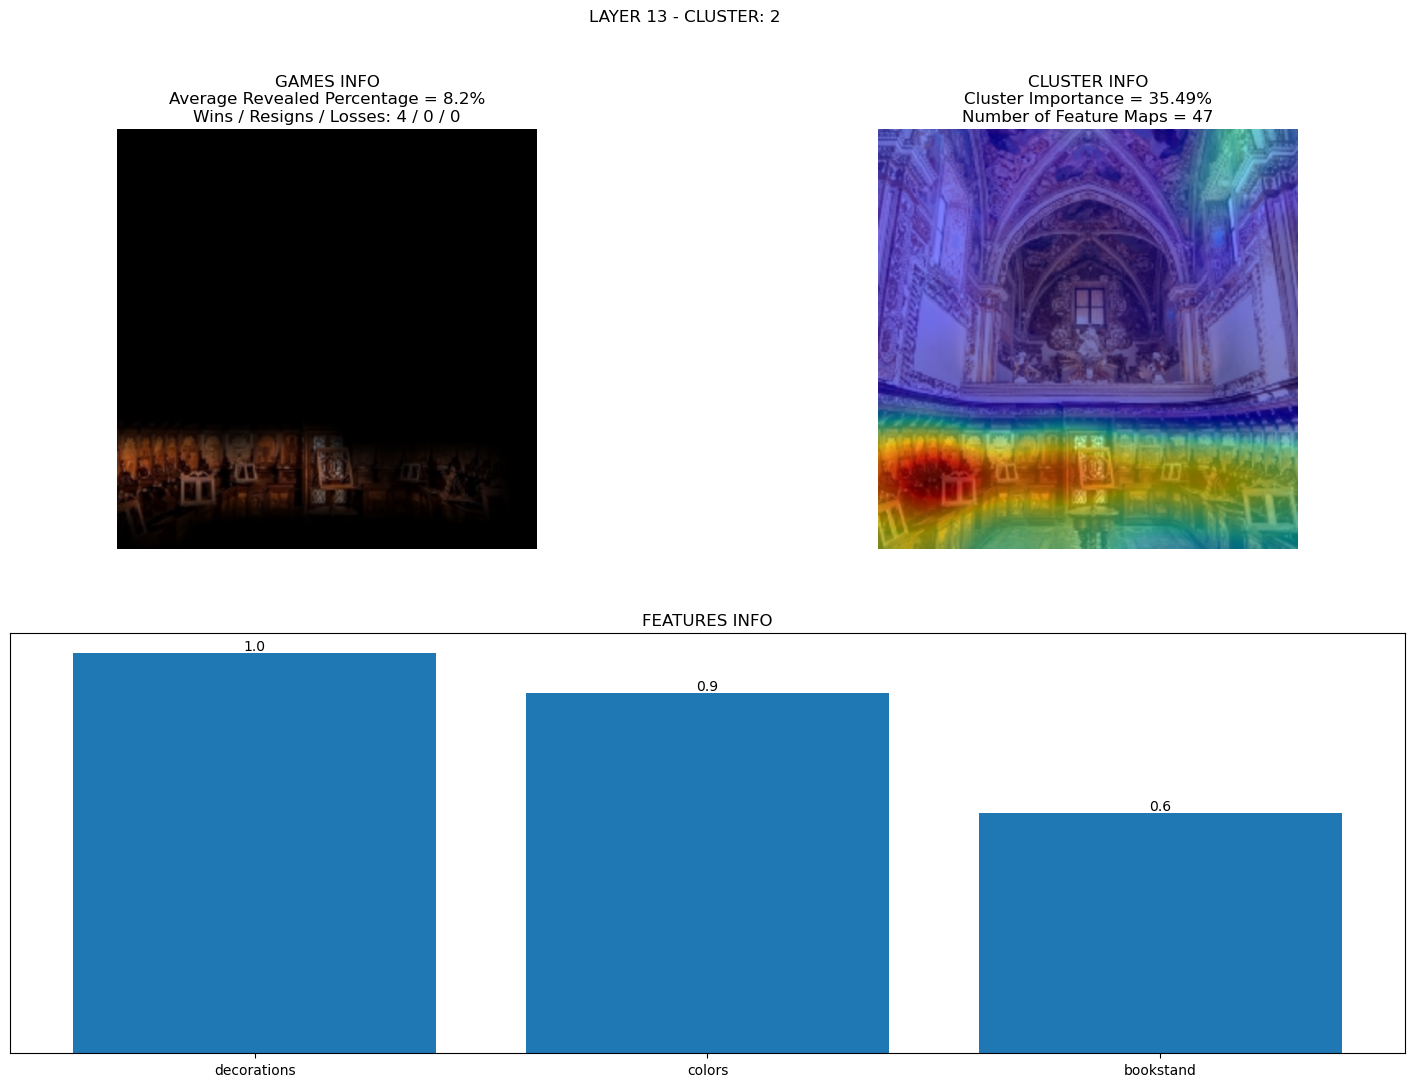 LAYER 13 - CLUSTER: 2
GAMES INFO
Average Revealed Percentage = 8.2%
Wins / Resigns / Losses: 4 / 0 / 0
CLUSTER INFO
Cluster Importance = 35.49%
Number of Feature Maps = 47
FEATURES INFO
1.0
0.9
0.6
decorations
colors
bookstand